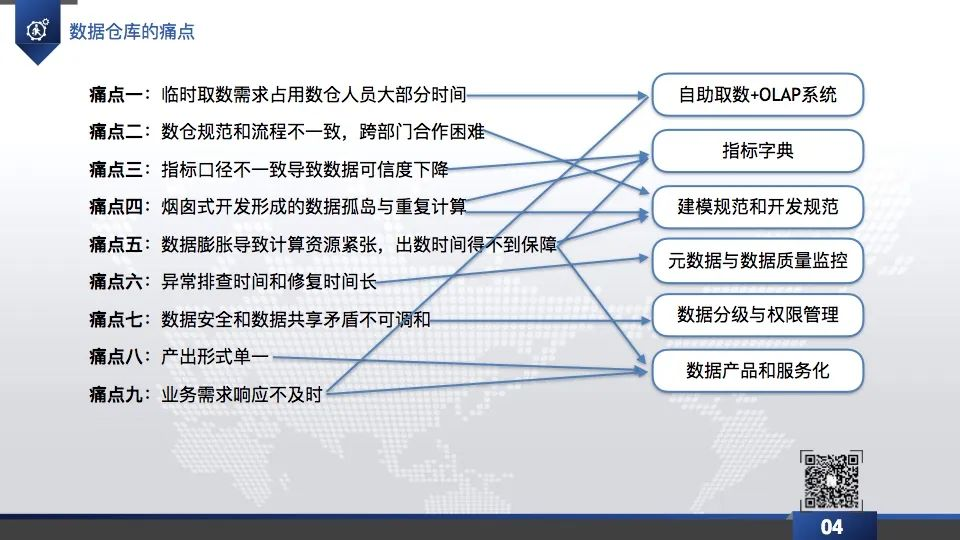 数据仓库的痛点
痛点一：临时取数需求占用数仓人员大部分时间
自助取数+OLAP系统
痛点二：数仓规范和流程不一致，跨部门合作困难
指标字典
痛点三：指标口径不一致导致数据可信度下降
痛点四：烟囱式开发形成的数据孤岛与重复计算
建模规范和开发规范
痛点五：数据膨胀导致计算资源紧张，出数时间得不到保障
元数据与数据质量监控
痛点六：异常排查时间和修复时间长
痛点七：数据安全和数据共享矛盾不可调和
数据分级与权限管理
痛点八：产出形式单一
数据产品和服务化
痛点九：业务需求响应不及时
04